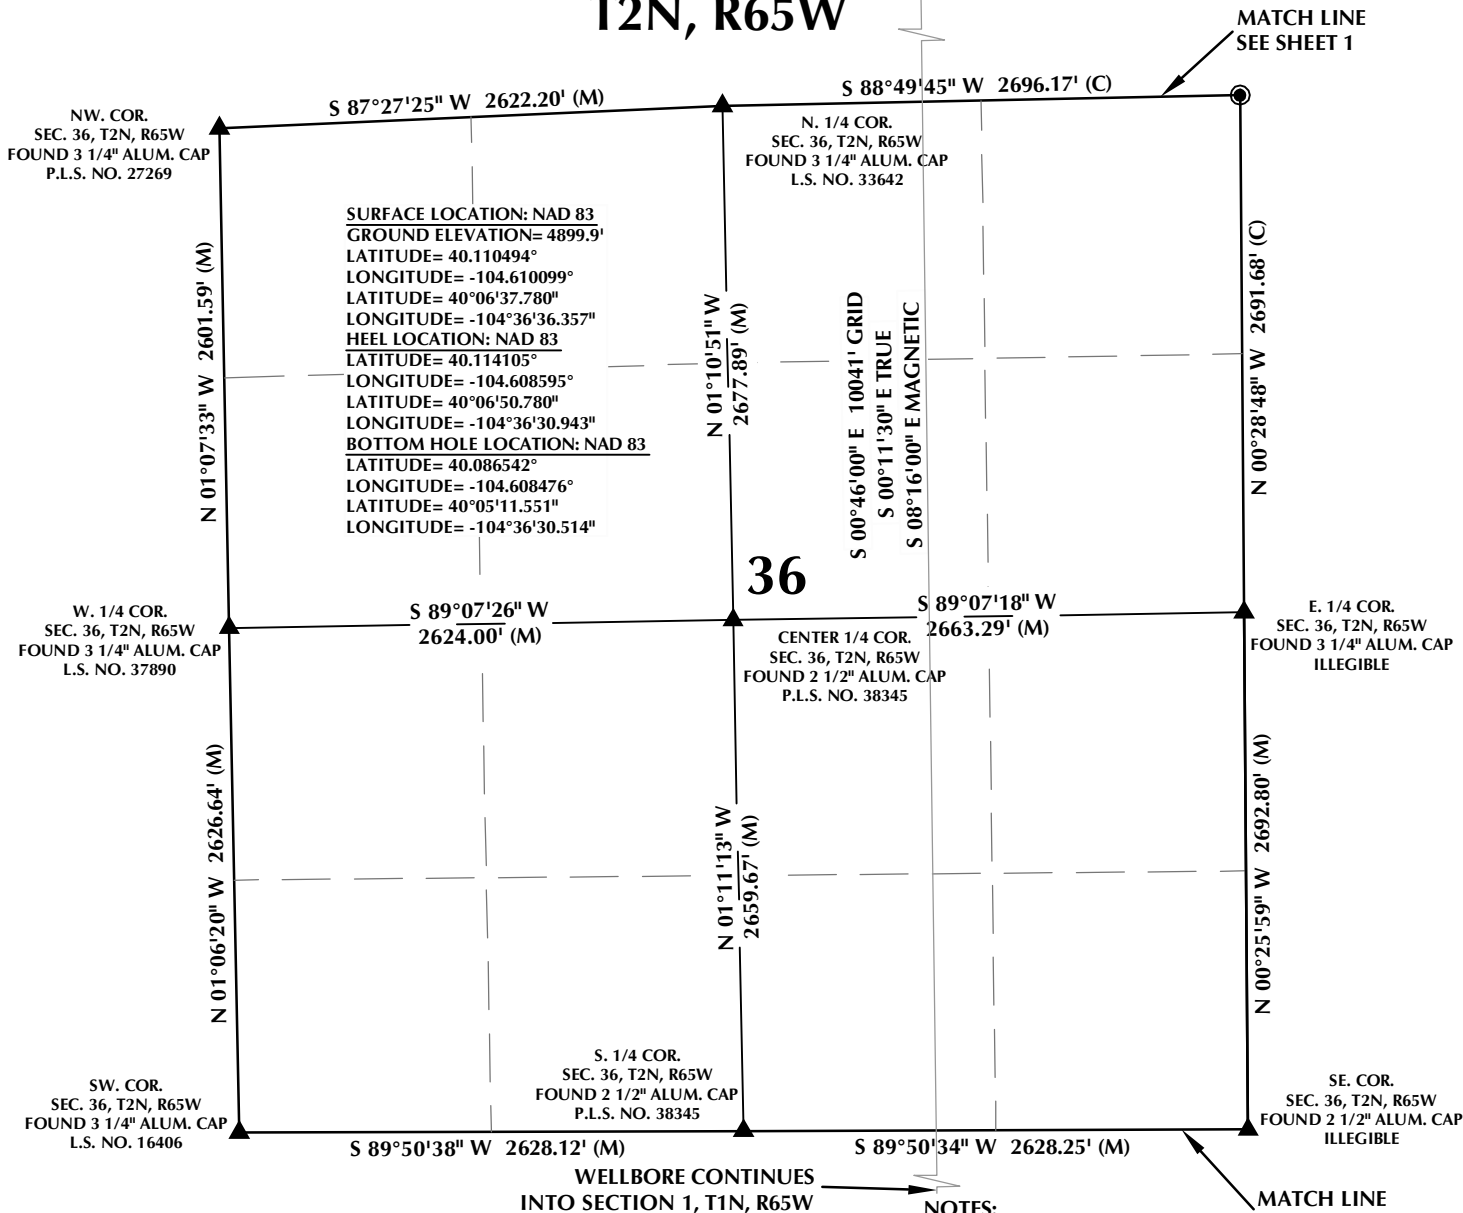 T2N, R65W
MATCH LINE
SEE SHEET 1
S 87°27'25" W 2622.20' (M)
S 88°49'45" W 2696.17' (C)
NW. COR.
SEC. 36, T2N, R65W
FOUND 3 1/4" ALUM. CAP
P.L.S. NO. 27269
N. 1/4 COR.
SEC. 36, T2N, R65W
FOUND 3 1/4" ALUM. CAP
L.S. NO. 33642
SURFACE LOCATION: NAD 83
GROUND ELEVATION= 4899.9'
LATITUDE= 40.110494°
LONGITUDE= -104.610099°
LATITUDE= 40°06'37.780"
LONGITUDE= -104°36'36.357"
HEEL LOCATION: NAD 83
LATITUDE= 40.114105°
LONGITUDE= -104.608595°
LATITUDE= 40°06'50.780"
LONGITUDE= -104°36'30.943"
BOTTOM HOLE LOCATION: NAD 83
LATITUDE= 40.086542°
LONGITUDE= -104.608476°
LATITUDE= 40°05'11.551"
LONGITUDE= -104°36'30.514"
N 01°07'33" W 2601.59' (M)
N 01°10'51" W
2677.89' (M)
S 00°46'00" E 10041' GRID
S 00°11'30" E TRUE
S 08°16'00" E MAGNETIC
N 00°28'48" W 2691.68' (C)
36
W. 1/4 COR.
SEC. 36, T2N, R65W
FOUND 3 1/4" ALUM. CAP
L.S. NO. 37890
S 89°07'26" W
2624.00' (M)
S 89°07'18" W
2663.29' (M)
CENTER 1/4 COR.
SEC. 36, T2N, R65W
FOUND 2 1/2" ALUM. CAP
P.L.S. NO. 38345
E. 1/4 COR.
SEC. 36, T2N, R65W
FOUND 3 1/4" ALUM. CAP
ILLEGIBLE
N 01°06'20" W 2626.64' (M)
N 01°11'13" W
2659.67' (M)
N 00°25'59" W 2692.80' (M)
SW. COR.
SEC. 36, T2N, R65W
FOUND 3 1/4" ALUM. CAP
L.S. NO. 16406
S. 1/4 COR.
SEC. 36, T2N, R65W
FOUND 2 1/2" ALUM. CAP
P.L.S. NO. 38345
SE. COR.
SEC. 36, T2N, R65W
FOUND 2 1/2" ALUM. CAP
ILLEGIBLE
S 89°50'38" W 2628.12' (M)
S 89°50'34" W 2628.25' (M)
WELLBORE CONTINUES
INTO SECTION 1, T1N, R65W
NOTES:
MATCH LINE